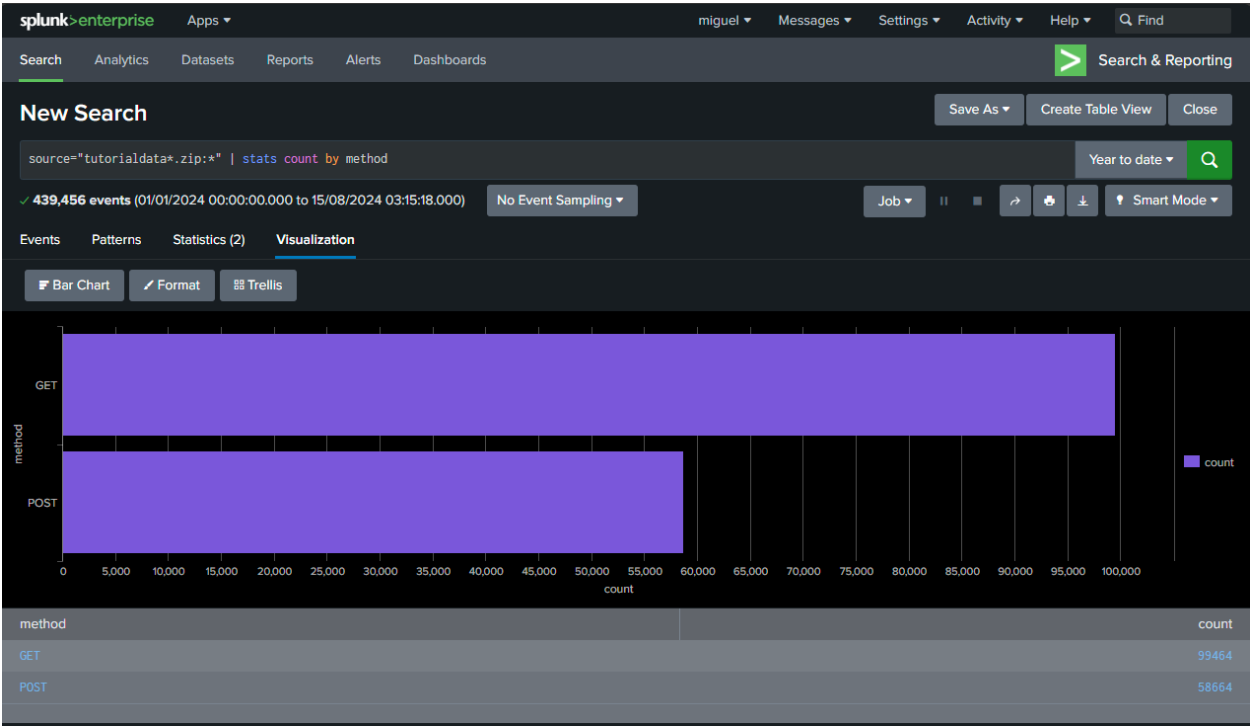 splunk>enterprise Apps ▾ miguel ▾ Messages ▾ Settings ▾ Activity ▾ Help ▾ Find
Search Analytics Datasets Reports Alerts Dashboards > Search & Reporting
New Search Save As ▾ Create Table View Close
source="tutorialdata*.zip:*" | stats count by method Year to date ▾
✓ 439,456 events (01/01/2024 00:00:00.000 to 15/08/2024 03:15:18.000) No Event Sampling ▾ Job ▾ Smart Mode ▾
Events Patterns Statistics (2) Visualization
Bar Chart Format Trellis
GET
method
POST
count
0 5,000 10,000 15,000 20,000 25,000 30,000 35,000 40,000 45,000 50,000 55,000 60,000 65,000 70,000 75,000 80,000 85,000 90,000 95,000 100,000
count
method count
GET 99464
POST 58664